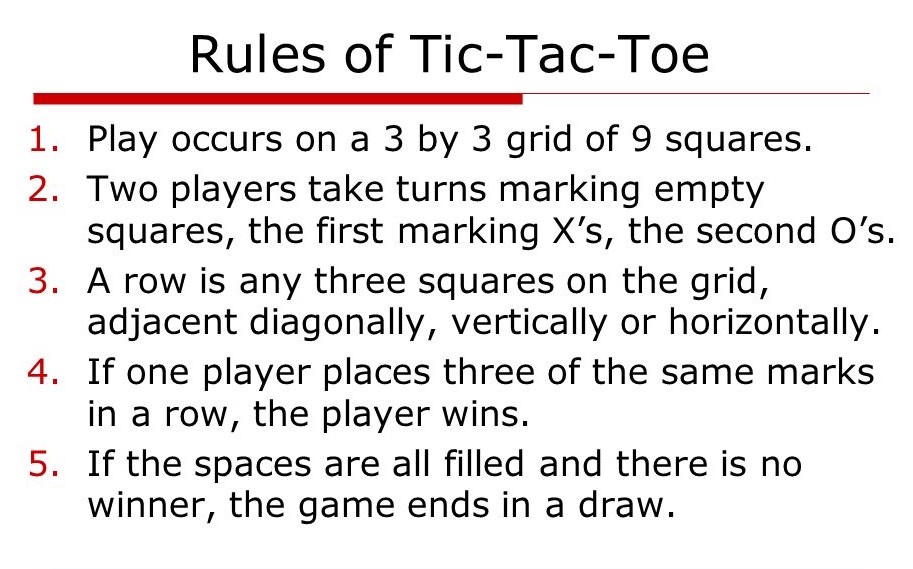 Rules of Tic-Tac-Toe
1. Play occurs on a 3 by 3 grid of 9 squares.
2. Two players take turns marking empty
squares, the first marking X’s, the second O’s.
3. A row is any three squares on the grid,
adjacent diagonally, vertically or horizontally.
4. If one player places three of the same marks
in a row, the player wins.
5. If the spaces are all filled and there is no
winner, the game ends in a draw.